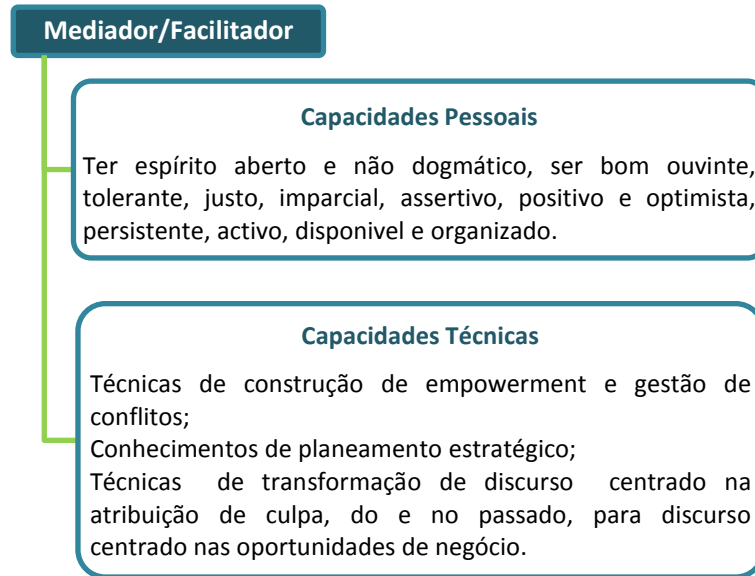 Mediador/Facilitador
Capacidades Pessoais
Ter espírito aberto e não dogmático, ser bom ouvinte,
tolerante, justo, imparcial, assertivo, positivo e optimista,
persistente, activo, disponivel e organizado.
Capacidades Técnicas
Técnicas de construção de empowerment e gestão de
conflitos;
Conhecimentos de planeamento estratégico;
Técnicas de transformação de discurso centrado na
atribuição de culpa, do e no passado, para discurso
centrado nas oportunidades de negócio.